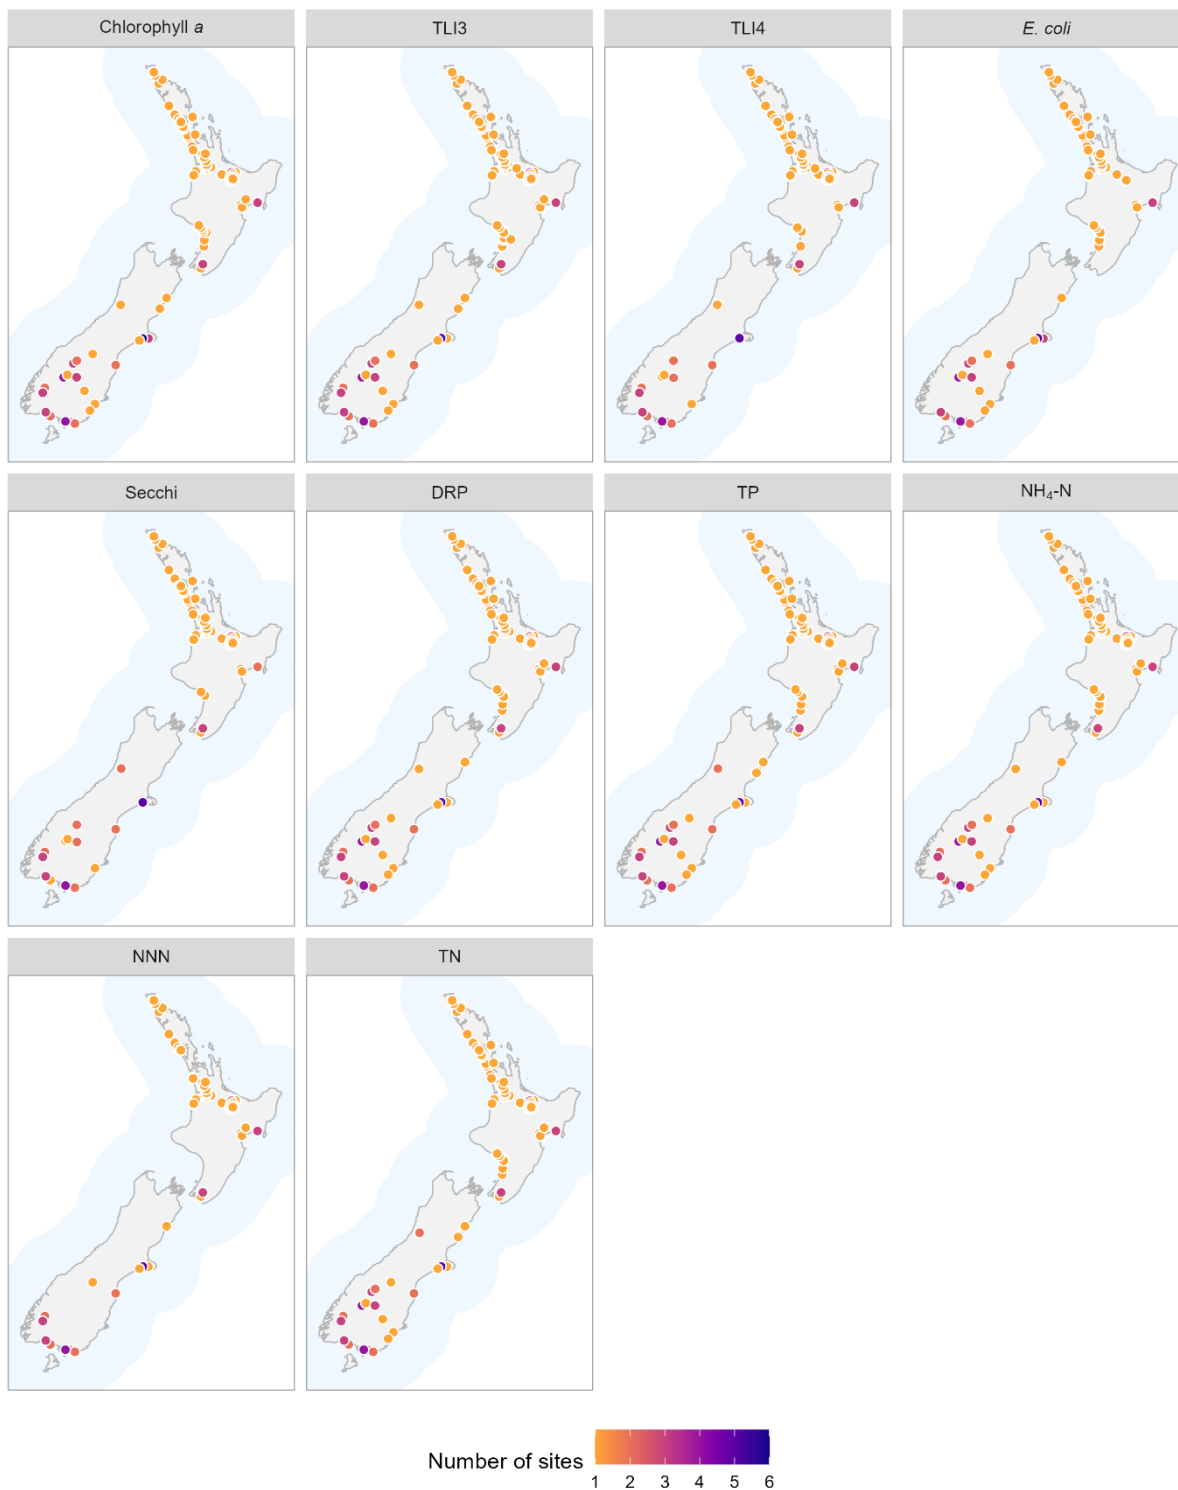 Chlorophyll a
TLI3
TLI4
E. coli
Secchi
DRP
TP
NH₄-N
NNN
TN
Number of sites
1 2 3 4 5 6